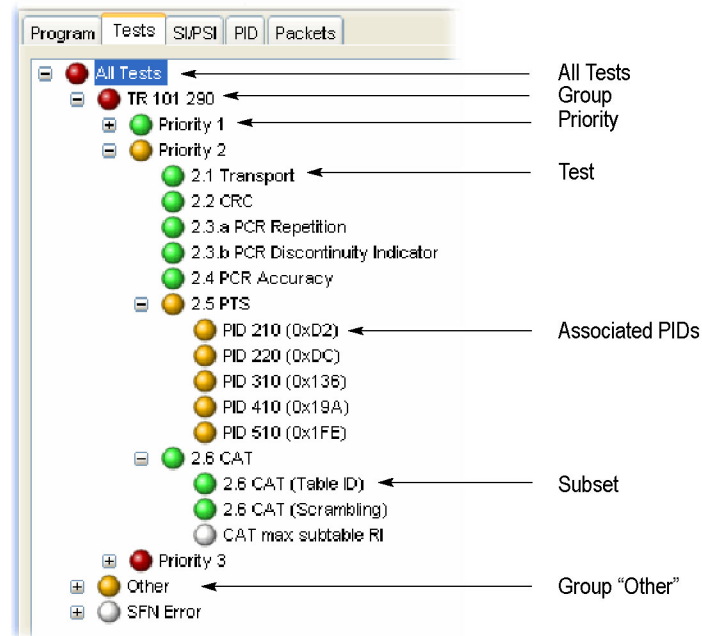 Program Tests SI/PSI PID Packets
All Tests All Tests
TR 101 290 Group
Priority 1 Priority
Priority 2
2.1 Transport Test
2.2 CRC
2.3.a PCR Repetition
2.3.b PCR Discontinuity Indicator
2.4 PCR Accuracy
2.5 PTS
PID 210 (0xD2) Associated PIDs
PID 220 (0xDC)
PID 310 (0x136)
PID 410 (0x19A)
PID 510 (0x1FE)
2.6 CAT
2.6 CAT (Table ID) Subset
2.6 CAT (Scrambling)
CAT max subtable RI
Priority 3
Other Group “Other”
SFN Error